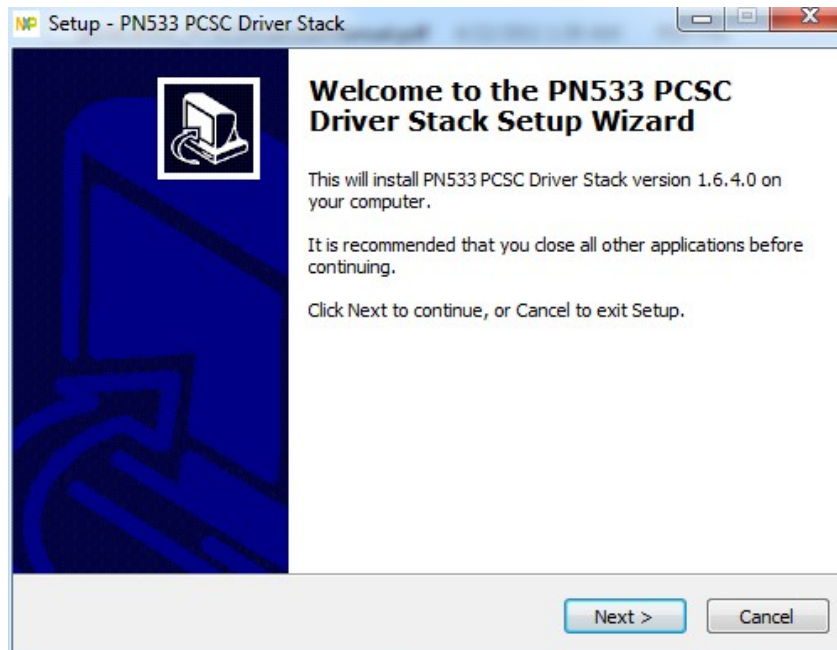 NXP Setup - PN533 PCSC Driver Stack
Welcome to the PN533 PCSC
Driver Stack Setup Wizard
This will install PN533 PCSC Driver Stack version 1.6.4.0 on
your computer.
It is recommended that you close all other applications before
continuing.
Click Next to continue, or Cancel to exit Setup.
Next >
Cancel